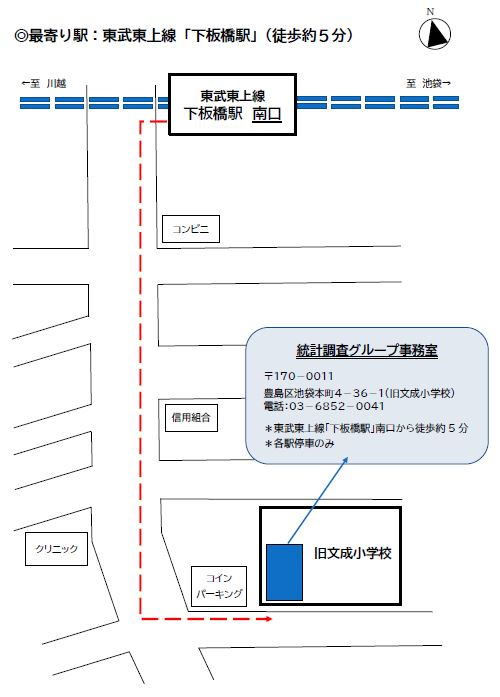 ◎最寄り駅：東武東上線「下板橋駅」（徒歩約５分）
N
←至　川越
至　池袋→
東武東上線
下板橋駅　南口
コンビニ
統計調査グループ事務室
〒170－0011
豊島区池袋本町4－36－1(旧文成小学校)
電話：03－6852－0041
＊東武東上線「下板橋駅」南口から徒歩約 5 分
＊各駅停車のみ
信用組合
クリニック
旧文成小学校
コイン
パーキング